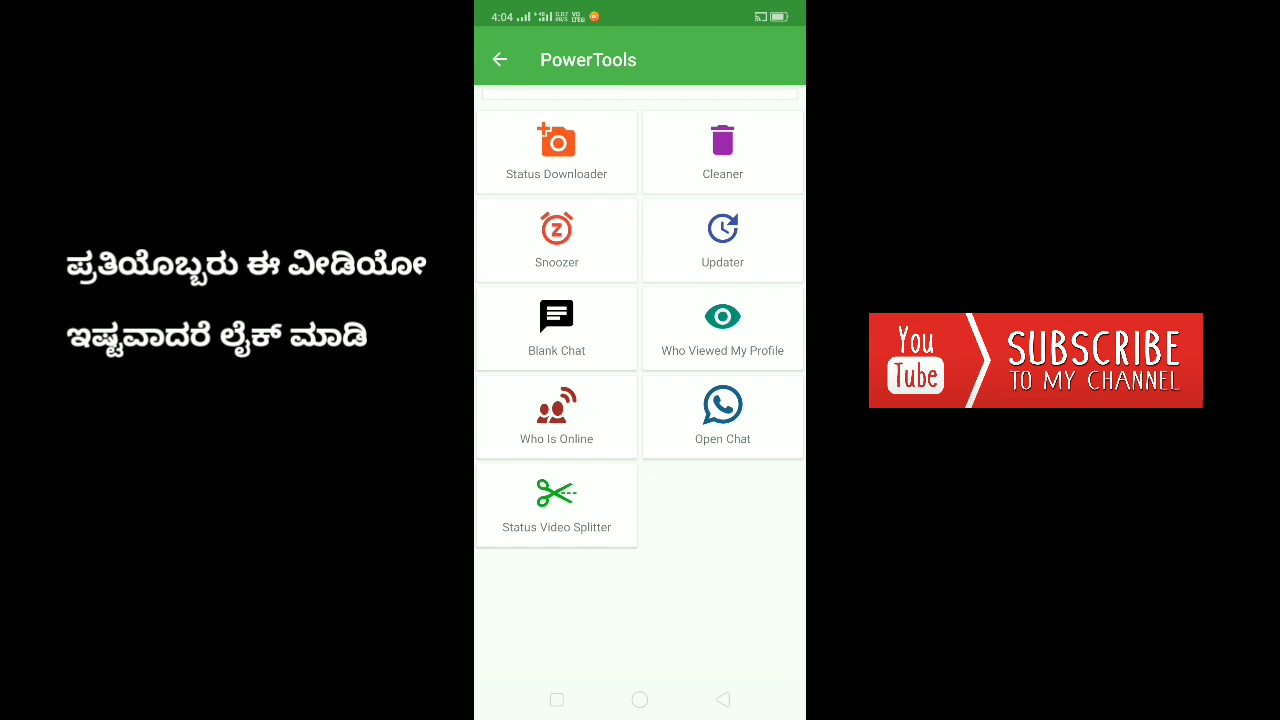 4:04
PowerTools
ಪ್ರತಿಯೊಬ್ಬರು ಈ ವೀಡಿಯೋ
ಇಷ್ಟವಾದರೆ ಲೈಕ್ ಮಾಡಿ
Status Downloader
Cleaner
Snoozer
Updater
Blank Chat
Who Viewed My Profile
Who Is Online
Open Chat
Status Video Splitter
You
Tube
SUBSCRIBE
TO MY CHANNEL